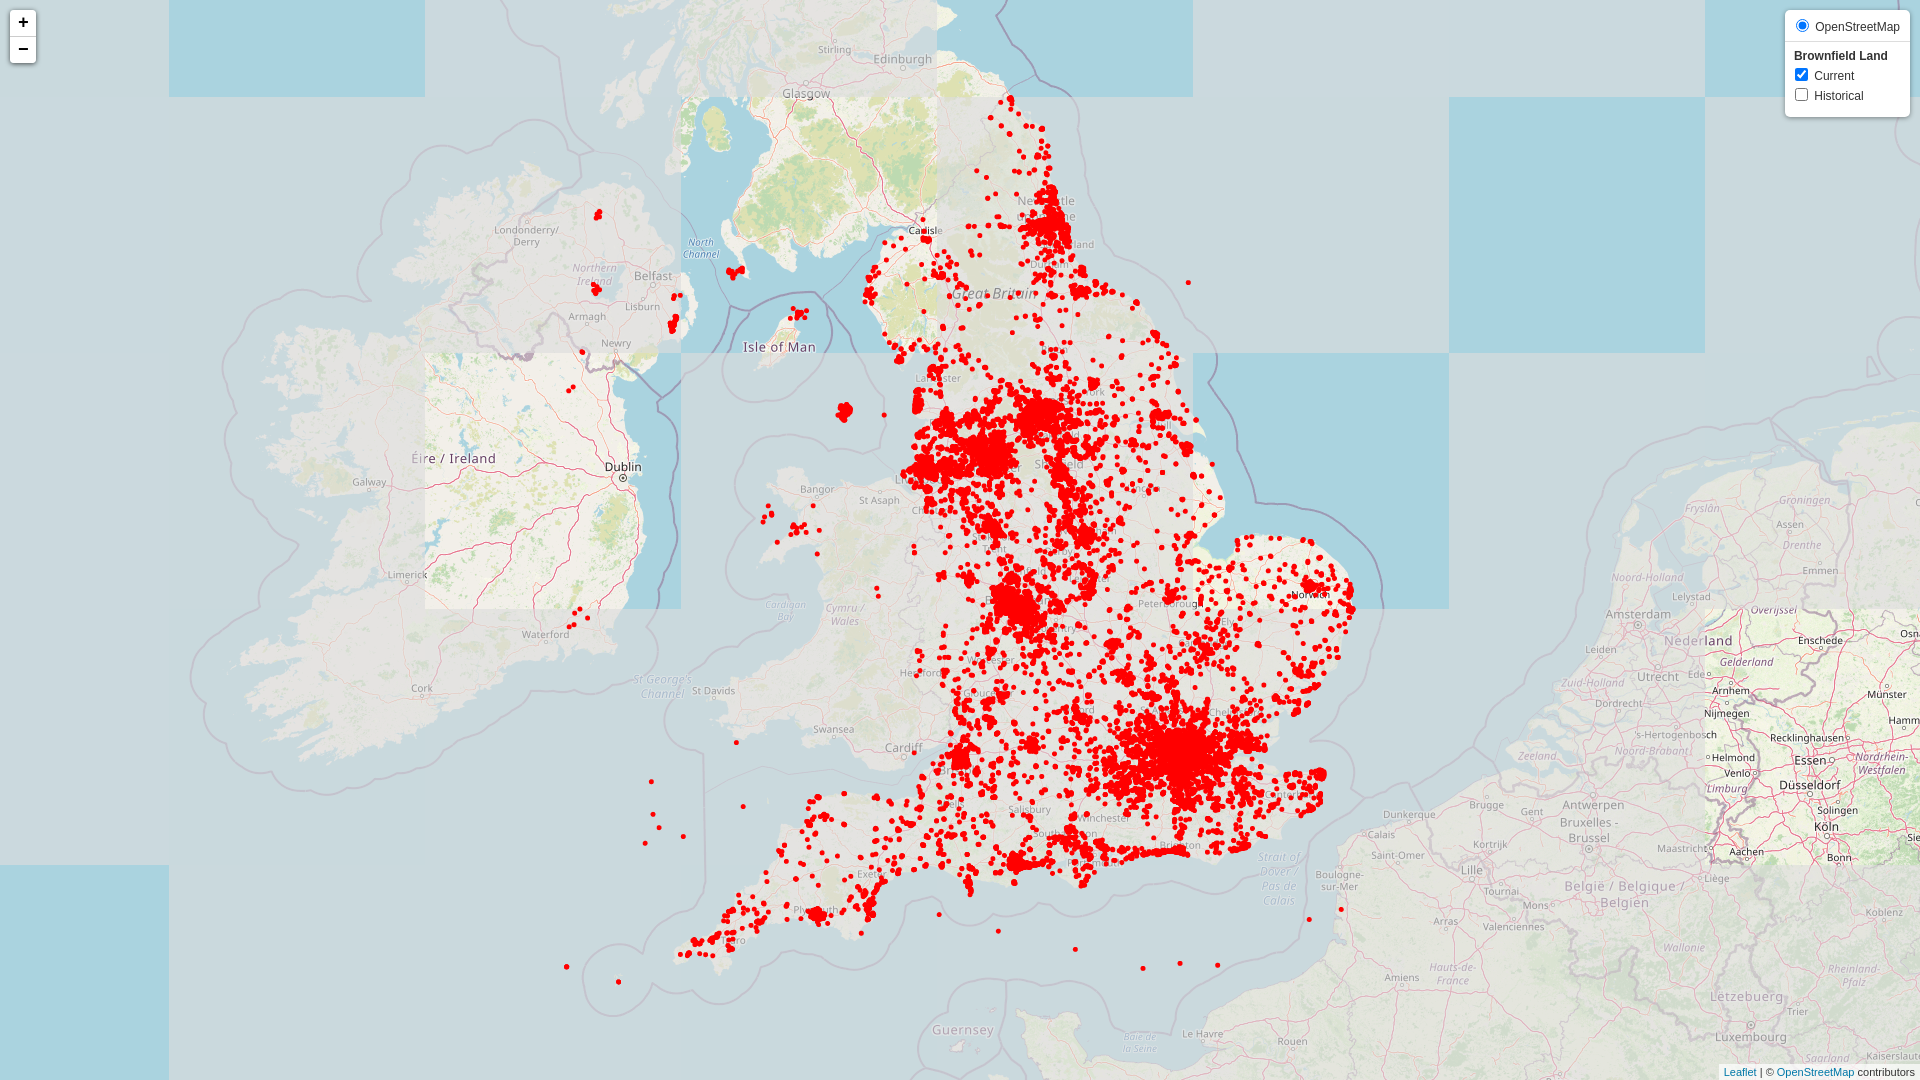 +
−
OpenStreetMap
Brownfield Land
Current
Historical
Stirling
Edinburgh
Glasgow
Londonderry/
Derry
North
Channel
Carlisle
Northern
Ireland
Belfast
Lisburn
Great Britain
Armagh
Newry
Isle of Man
Éire / Ireland
Dublin
Galway
Bangor
St Asaph
Limerick
Waterford
Cork
Cardigan
Bay
Cymru /
Wales
St George's
Channel
St Davids
Swansea
Cardiff
Norwich
Peterborough
Ely
Worcester
Hereford
Salisbury
Winchester
Southampton
Portsmouth
Brighton
Exeter
Plymouth
Truro
Guernsey
Strait of
Dover /
Pas de
Calais
Calais
Dunkerque
Boulogne-
sur-Mer
Saint-Omer
Lille
Tournai
Mons
Arras
Valenciennes
Amiens
Hauts-de-
France
Le Havre
Rouen
Baie de
la Seine
Brugge
Gent
Antwerpen
Bruxelles -
Brussel
Kortrijk
België / Belgique /
Belgien
Liège
Wallonie
Lëtzebuerg
Luxembourg
Trier
Saarland
Kaiserslautern
Koblenz
Rheinland-
Pfalz
Groningen
Fryslân
Assen
Drenthe
Emmen
Noord-Holland
Lelystad
Overijssel
Amsterdam
Nederland
Enschede
Leiden
Gelderland
Utrecht
Ede
Arnhem
Zuid-Holland
Dordrecht
Nijmegen
Münster
Zeeland
's-Hertogenbosch
Noord-Brabant
Recklinghausen
Helmond
Venlo
Essen
Nordrhein-
Westfalen
Limburg
Düsseldorf
Solingen
Köln
Maastricht
Aachen
Bonn
Leaflet | © OpenStreetMap contributors